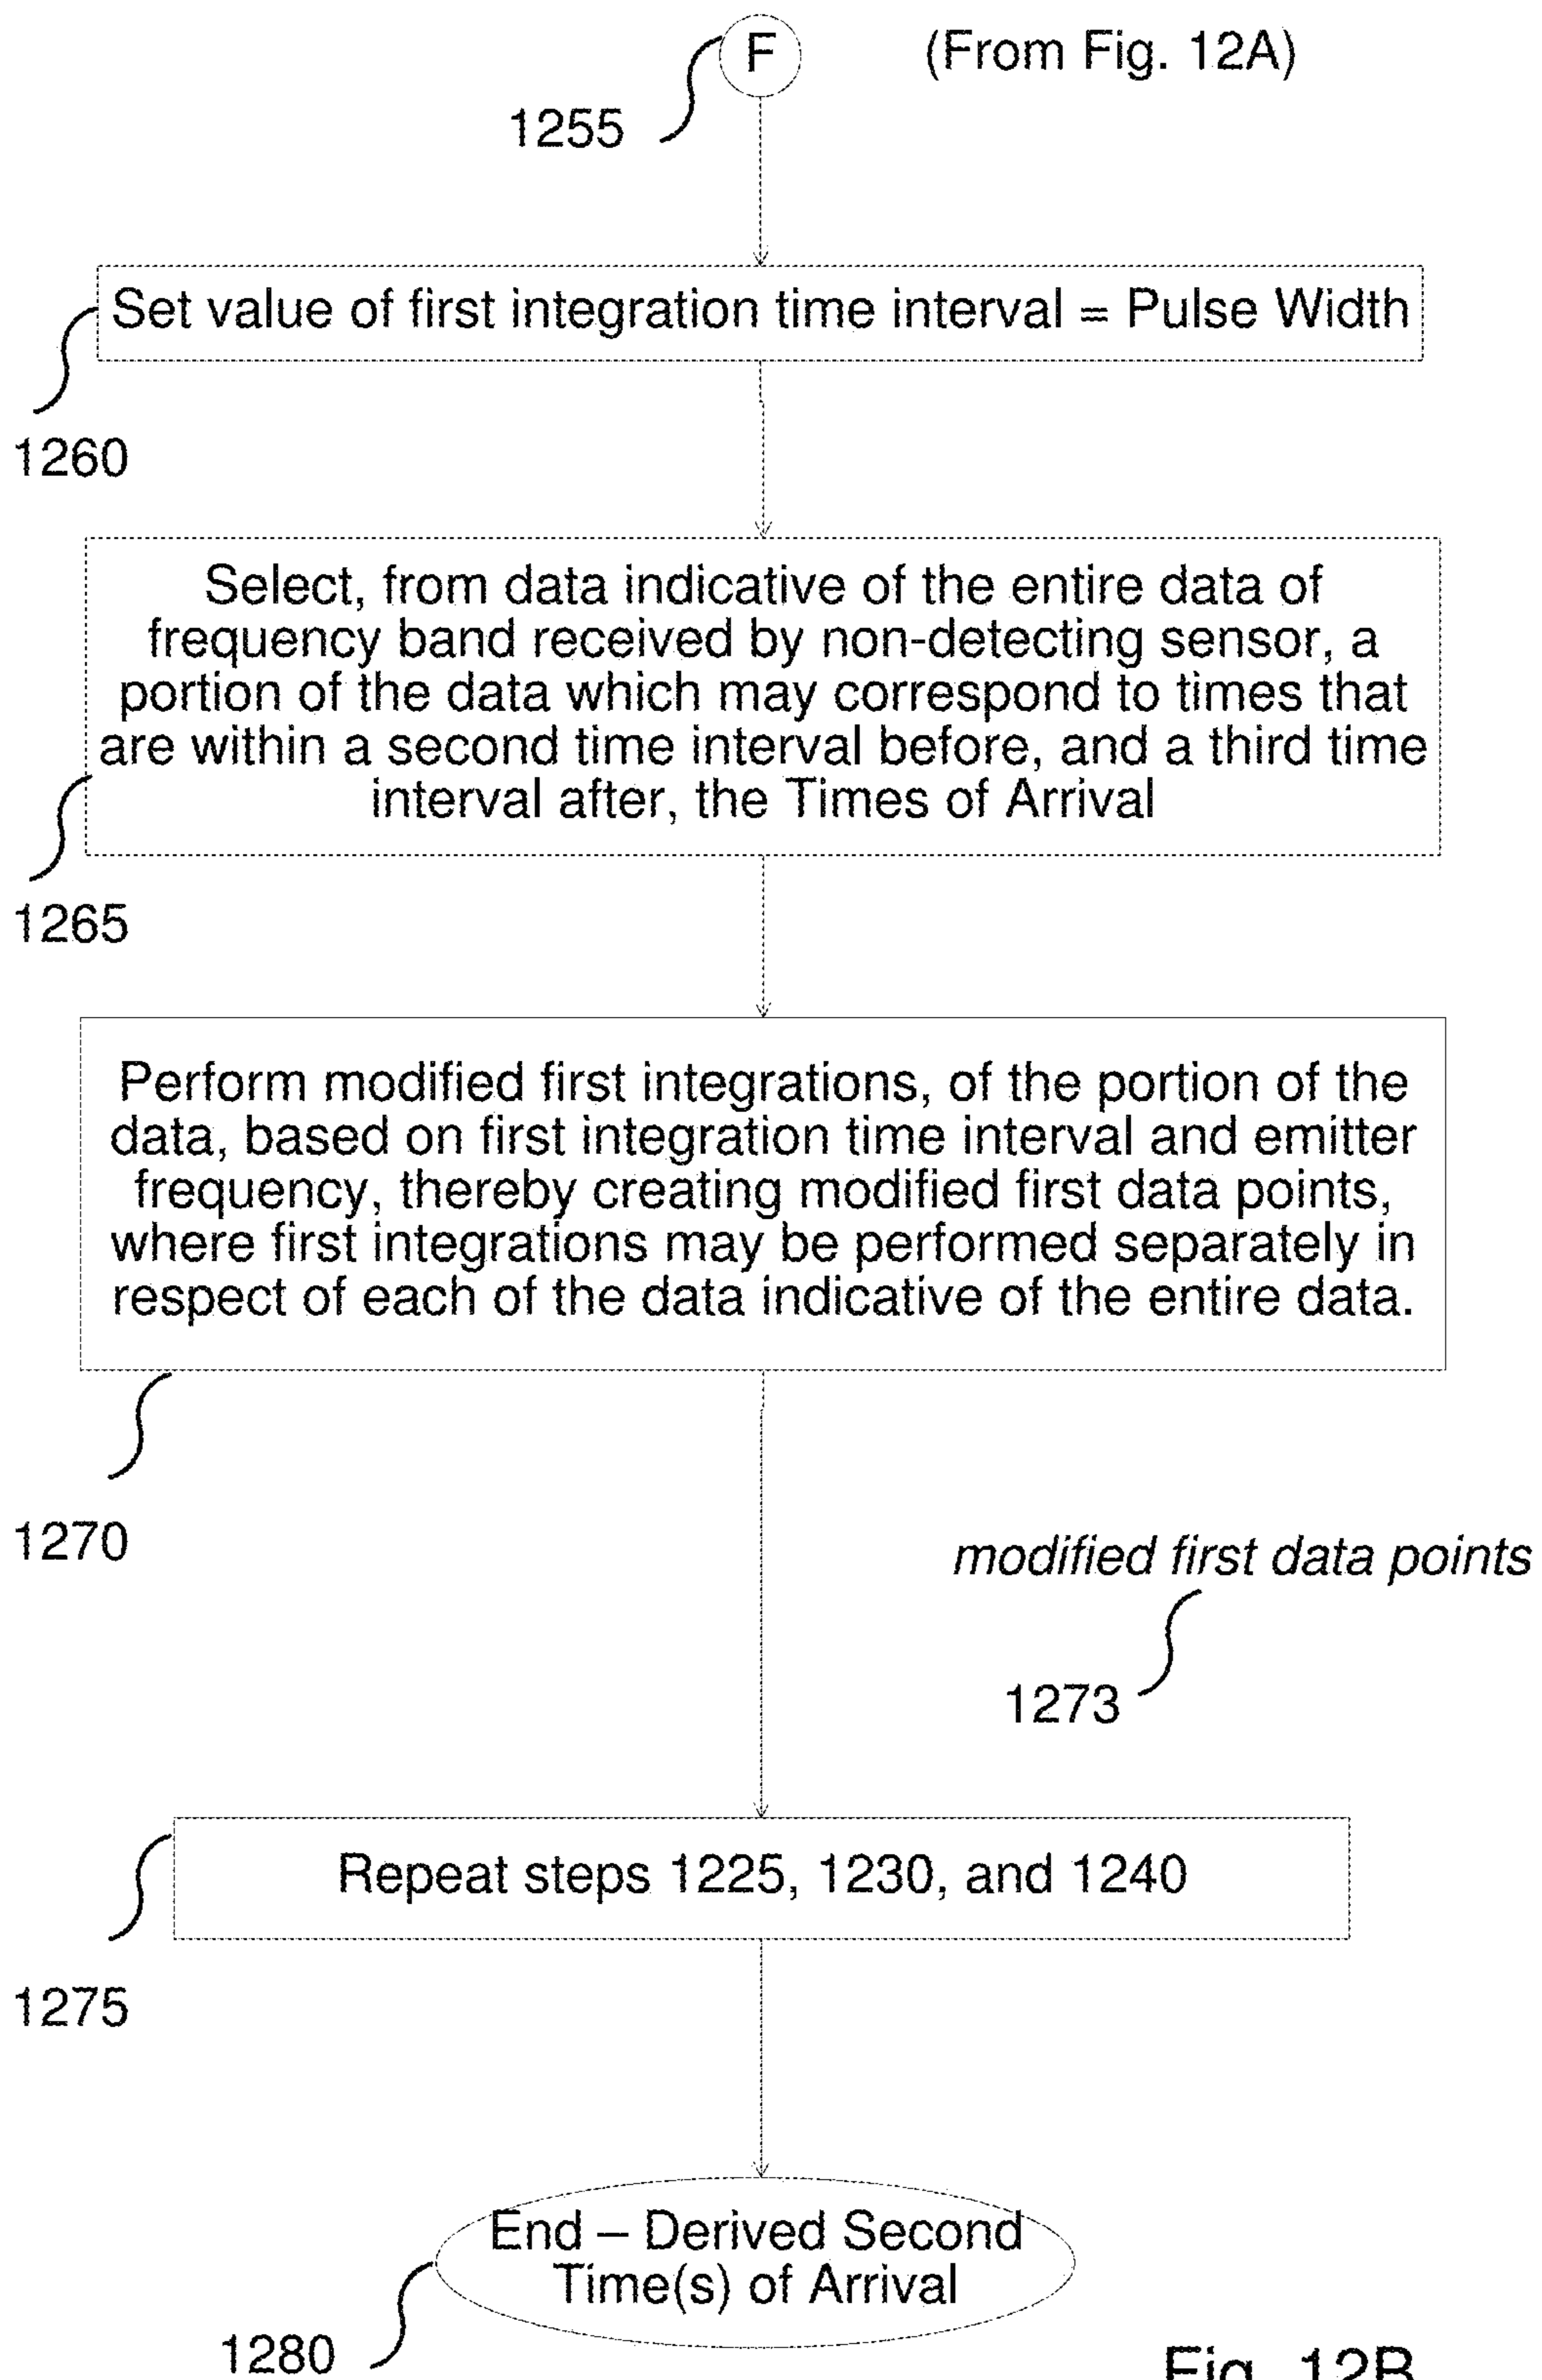 F
(From Fig. 12A)
1255
Set value of first integration time interval = Pulse Width
1260
Select, from data indicative of the entire data of
frequency band received by non-detecting sensor, a
portion of the data which may correspond to times that
are within a second time interval before, and a third time
interval after, the Times of Arrival
1265
Perform modified first integrations, of the portion of the
data, based on first integration time interval and emitter
frequency, thereby creating modified first data points,
where first integrations may be performed separately in
respect of each of the data indicative of the entire data.
1270
modified first data points
1273
Repeat steps 1225, 1230, and 1240
1275
End – Derived Second
Time(s) of Arrival
1280
Fig. 12B